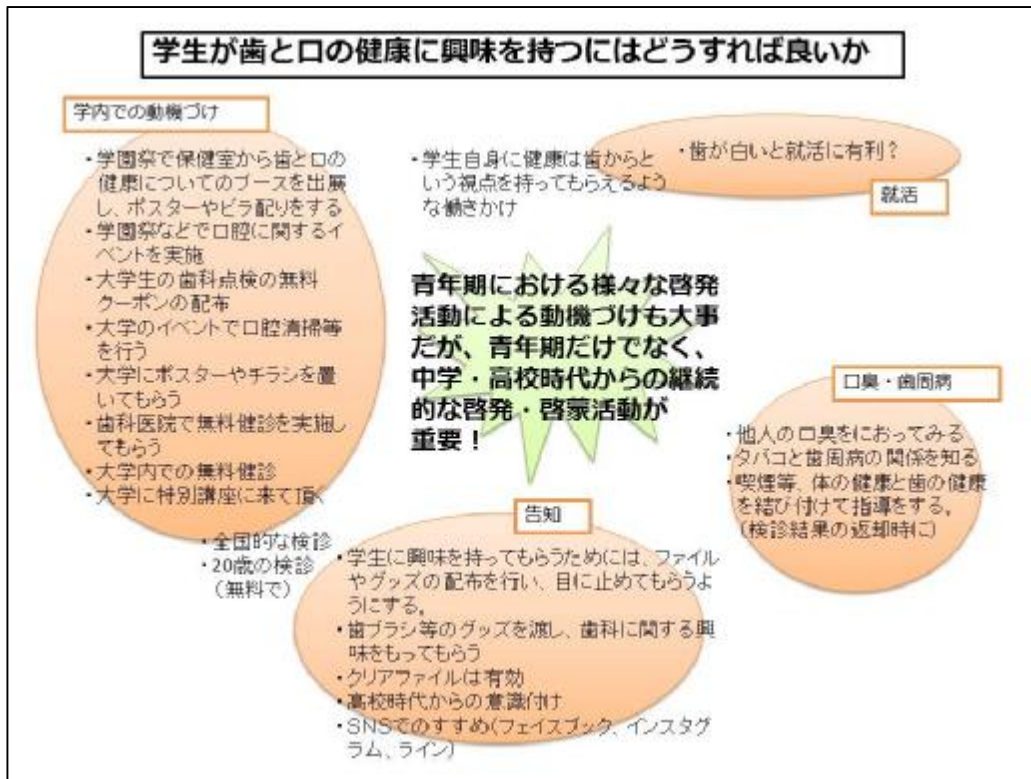 学生が歯と口の健康に興味を持つにはどうすれば良いか
学内での動機づけ
・学園祭で保健室から歯と口の
健康についてのブースを出展
し、ポスターやビラ配りをする
・学園祭などで口腔に関するイ
ベントを実施
・大学生の歯科点検の無料
クーポンの配布
・大学のイベントで口腔清掃等
を行う
・大学にポスターやチラシを置
いてもらう
・歯科医院で無料健診を実施し
てもらう
・大学内での無料健診
・大学に特別講座に来て頂く
・全国的な検診
・20歳の検診
（無料で）
・学生自身に健康は歯からと
いう視点を持ってもらえるよう
な働きかけ
・歯が白いと就活に有利？
就活
青年期における様々な啓発
活動による動機づけも大事
だが、青年期だけでなく、
中学・高校時代からの継続
的な啓発・啓蒙活動が
重要！
口臭・歯周病
・他人の口臭をにおってみる
・タバコと歯周病の関係を知る
・喫煙等、体の健康と歯の健康
を結び付けて指導をする。
（検診結果の返却時に）
告知
・学生に興味を持ってもらうためには、ファイル
やグッズの配布を行い、目に止めてもらうよ
うにする。
・歯ブラシ等のグッズを渡し、歯科に関する興
味をもってもらう
・クリアファイルは有効
・高校時代からの意識付け
・SNSでのすすめ（フェイスブック、インスタグ
ラム、ライン）